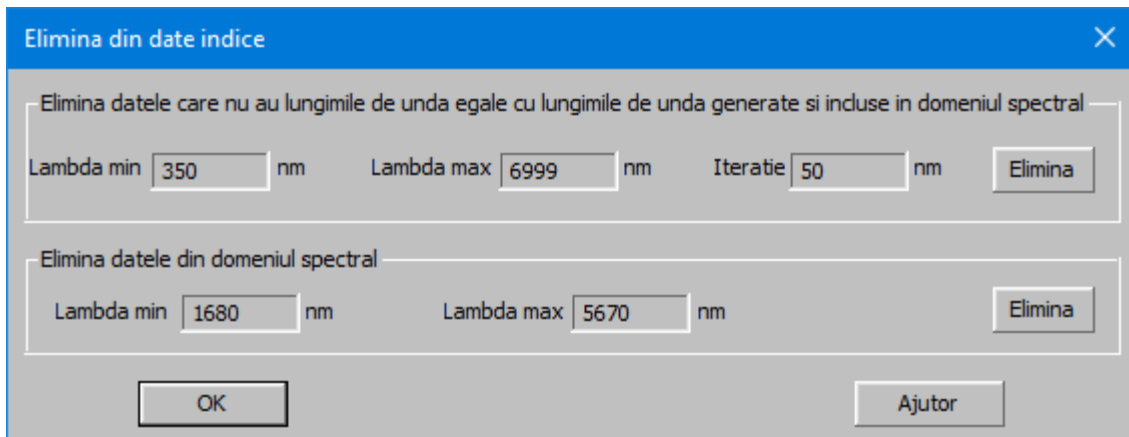 Elimina din date indice
Elimina datele care nu au lungimile de unda egale cu lungimile de unda generate si incluse in domeniul spectral
Lambda min 350 nm Lambda max 6999 nm Iteratie 50 nm Elimina
Elimina datele din domeniul spectral
Lambda min 1680 nm Lambda max 5670 nm Elimina
OK Ajutor